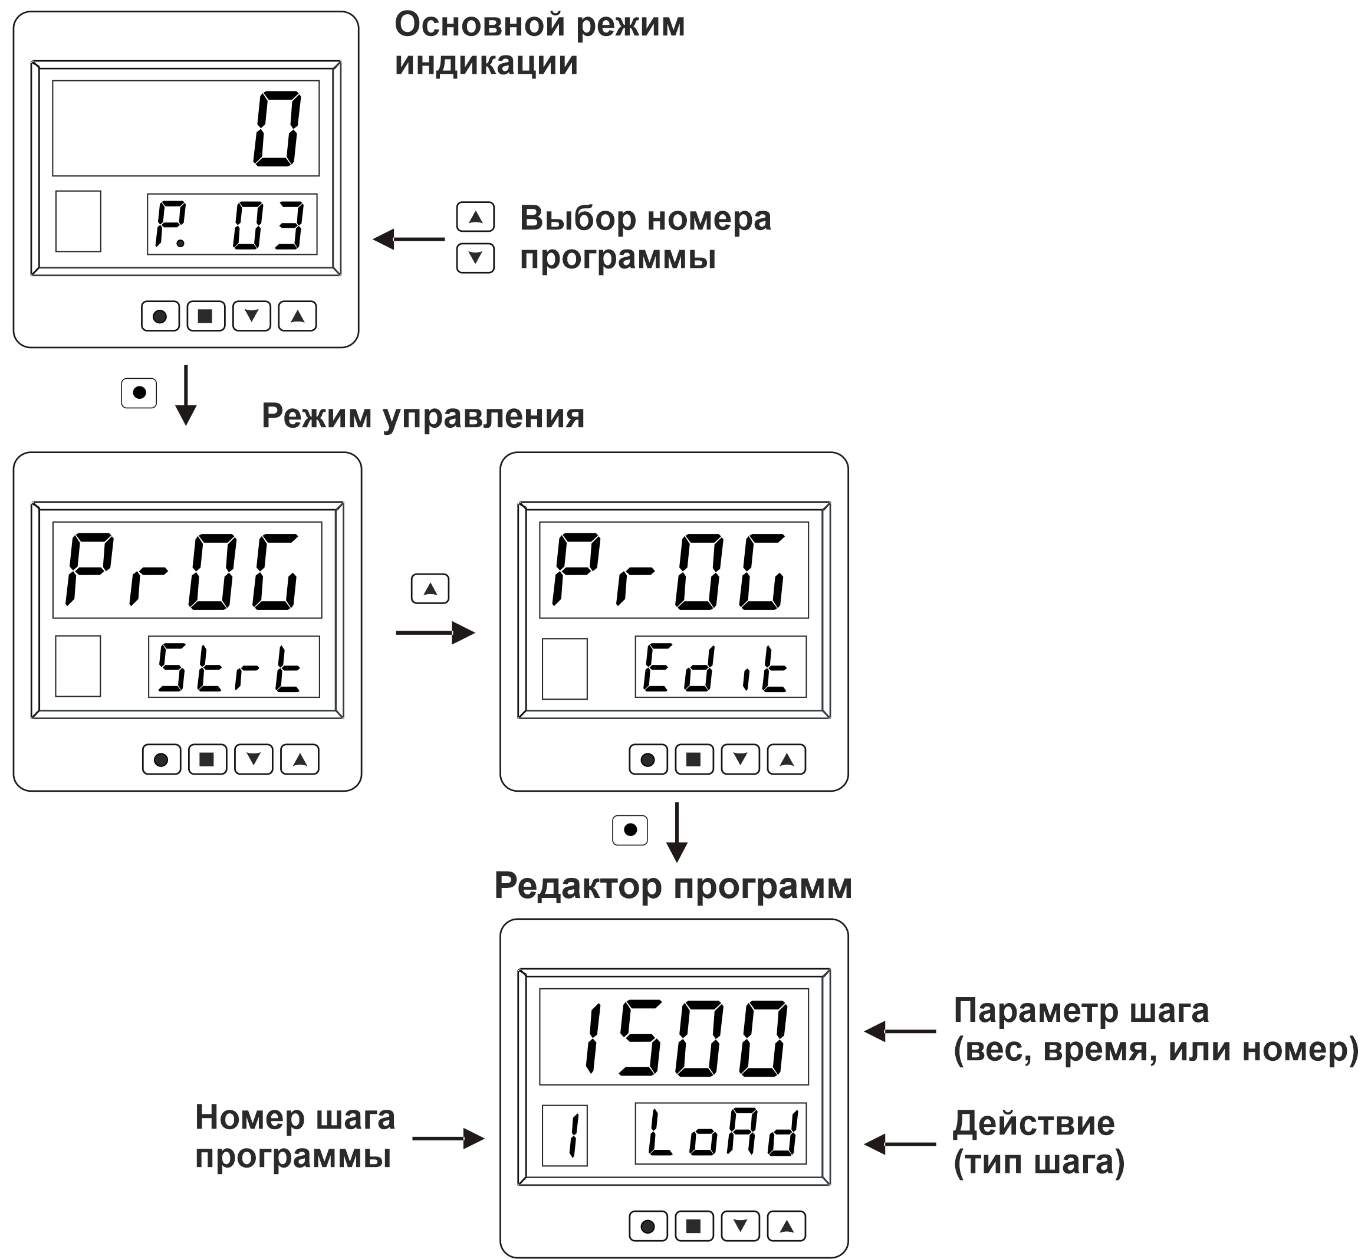 Основной режим
индикации
0
P. 03
Выбор номера
программы
Режим управления
PrOG
Strt
PrOG
Edit
Редактор программ
1500
Параметр шага
(вес, время, или номер)
Номер шага
программы
1 LoAd
Действие
(тип шага)